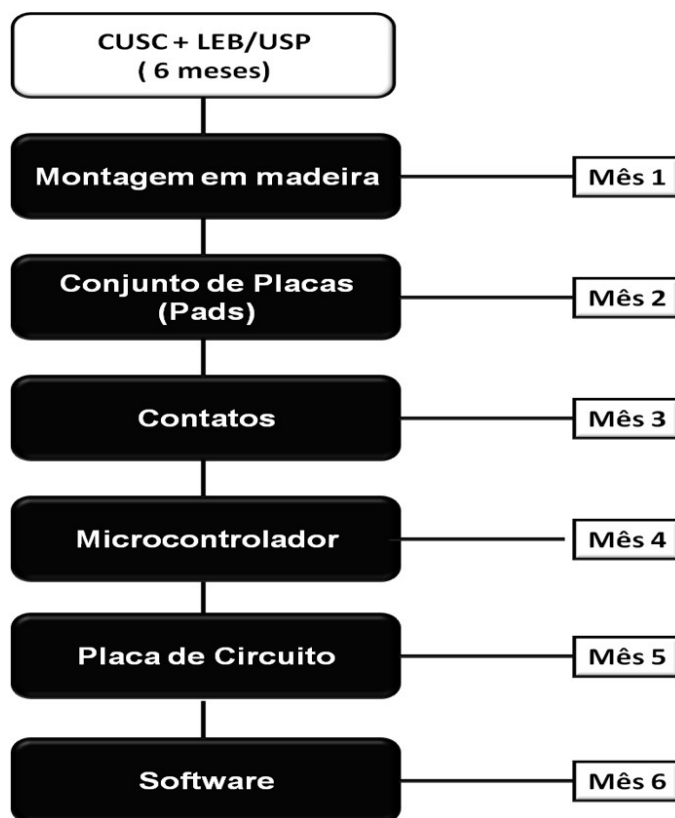 CUSC + LEB/USP
( 6 meses)
Montagem em madeira
Mês 1
Conjunto de Placas
(Pads)
Mês 2
Contatos
Mês 3
Microcontrolador
Mês 4
Placa de Circuito
Mês 5
Software
Mês 6